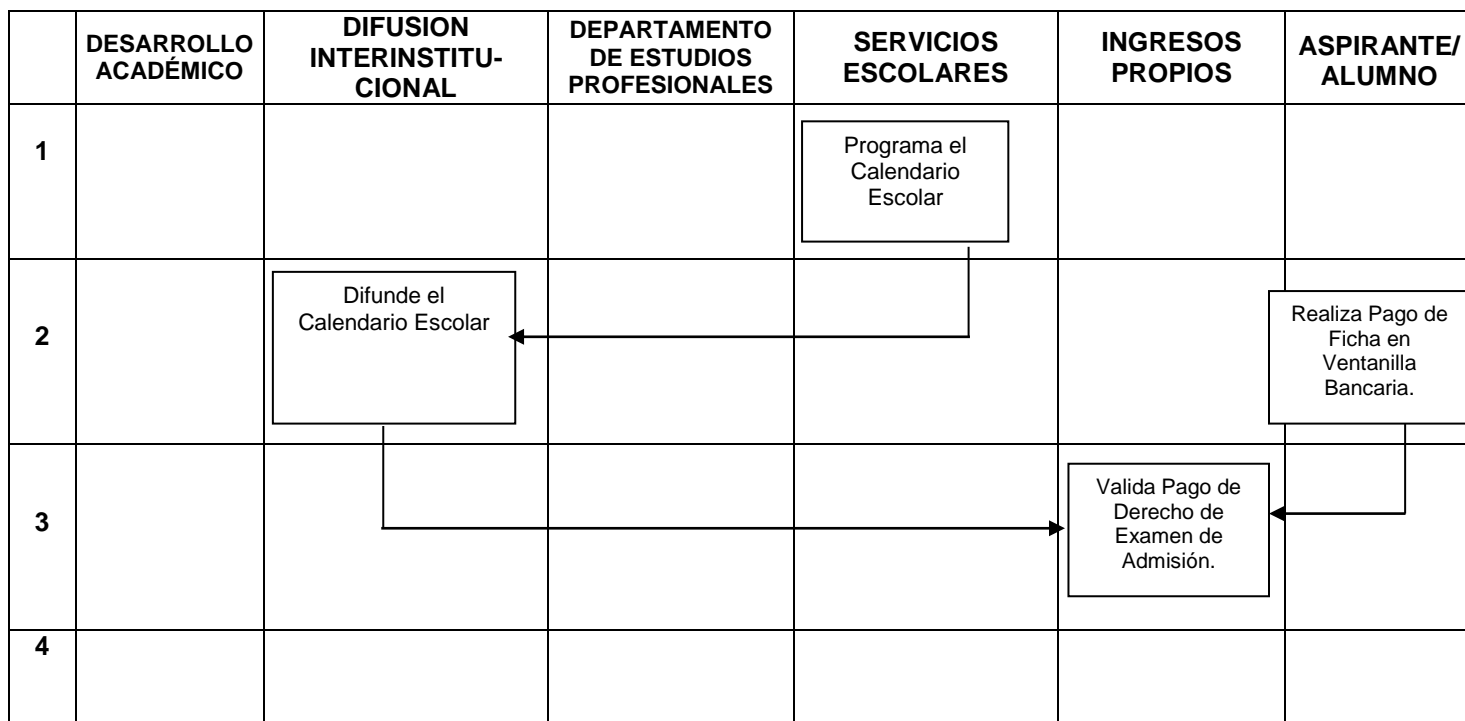 DESARROLLO
ACADÉMICO
DIFUSION
INTERINSTITU-
CIONAL
DEPARTAMENTO
DE ESTUDIOS
PROFESIONALES
SERVICIOS
ESCOLARES
INGRESOS
PROPIOS
ASPIRANTE/
ALUMNO
1
Programa el
Calendario
Escolar
2
Difunde el
Calendario Escolar
Realiza Pago de
Ficha en
Ventanilla
Bancaria.
3
Valida Pago de
Derecho de
Examen de
Admisión.
4